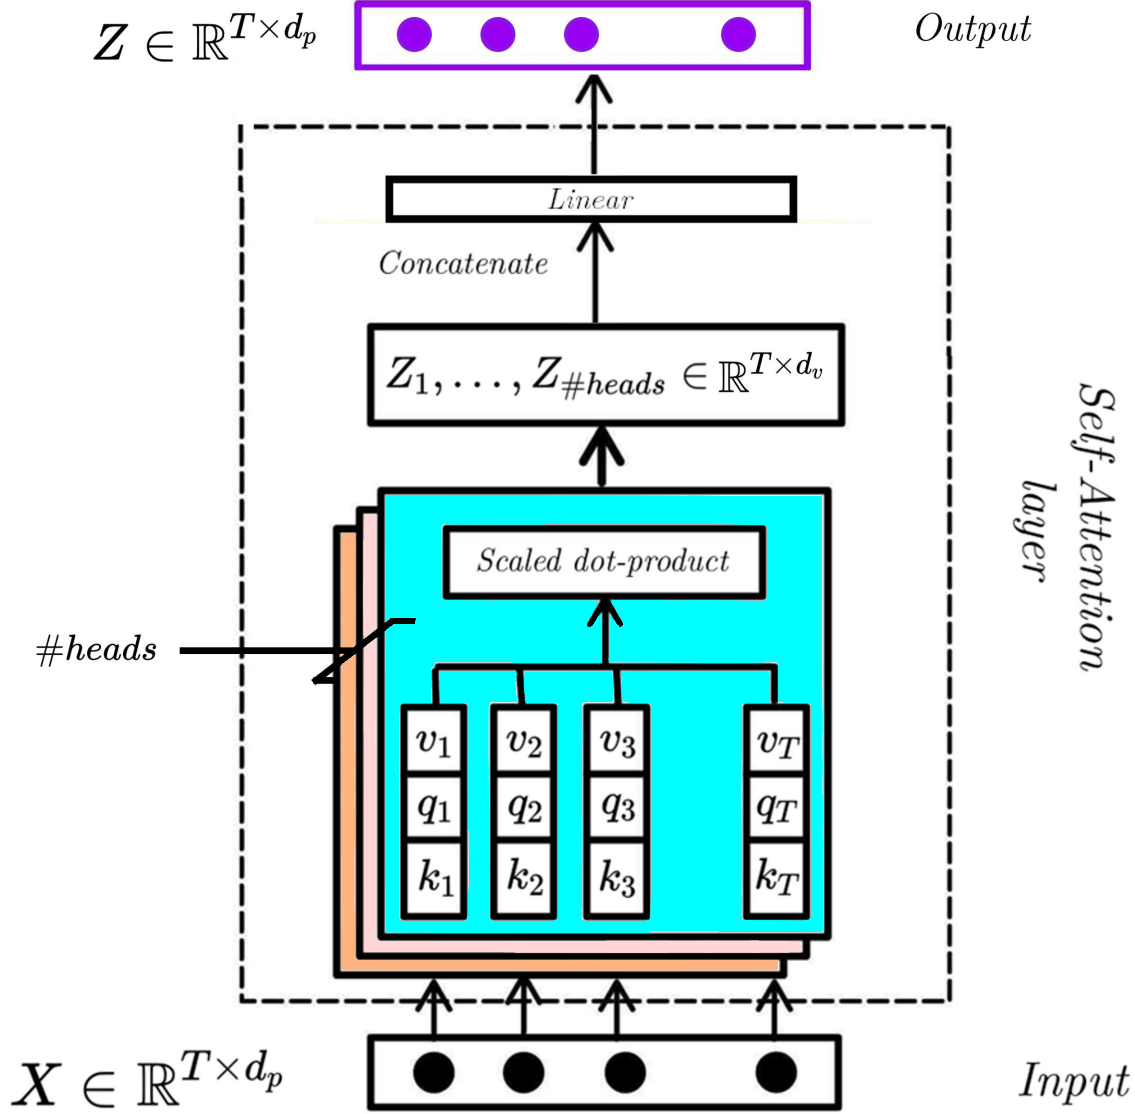 Z ∈ ℝ^{T×d_p}
Output
Linear
Concatenate
Z_1, . . . , Z_{#heads} ∈ ℝ^{T×d_v}
Self-Attention
layer
Scaled dot-product
#heads
v_1 v_2 v_3 v_T
q_1 q_2 q_3 q_T
k_1 k_2 k_3 k_T
X ∈ ℝ^{T×d_p}
Input